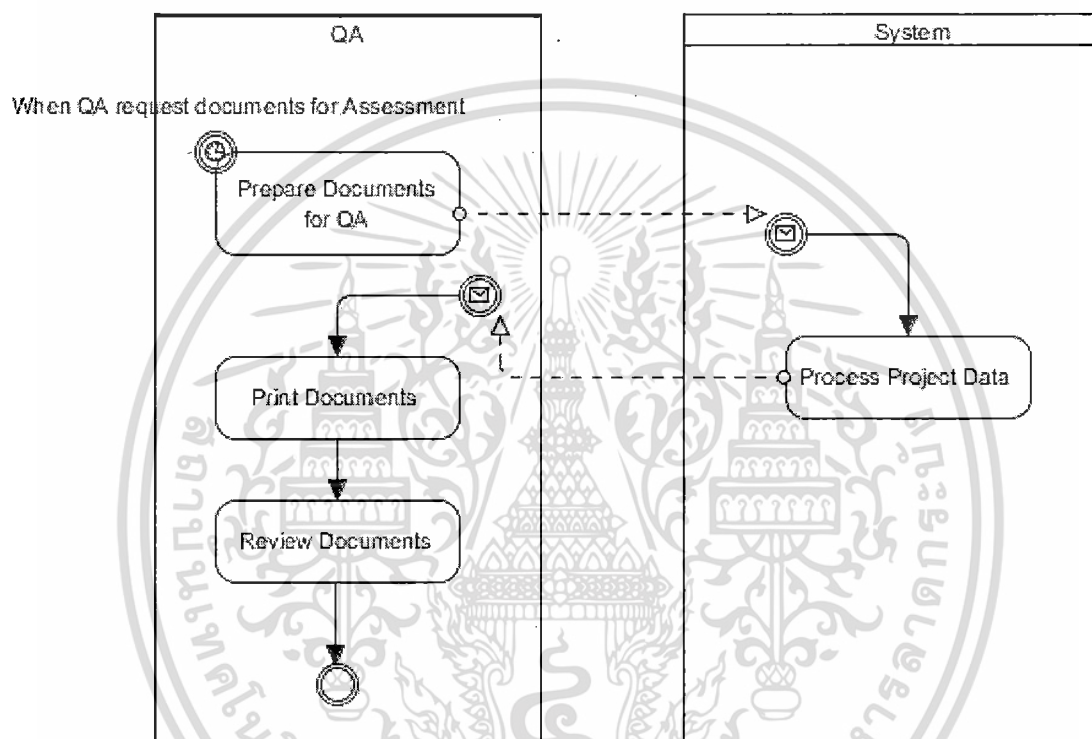 QA
System
When QA request documents for Assessment
Prepare Documents
for QA
Print Documents
Process Project Data
Review Documents